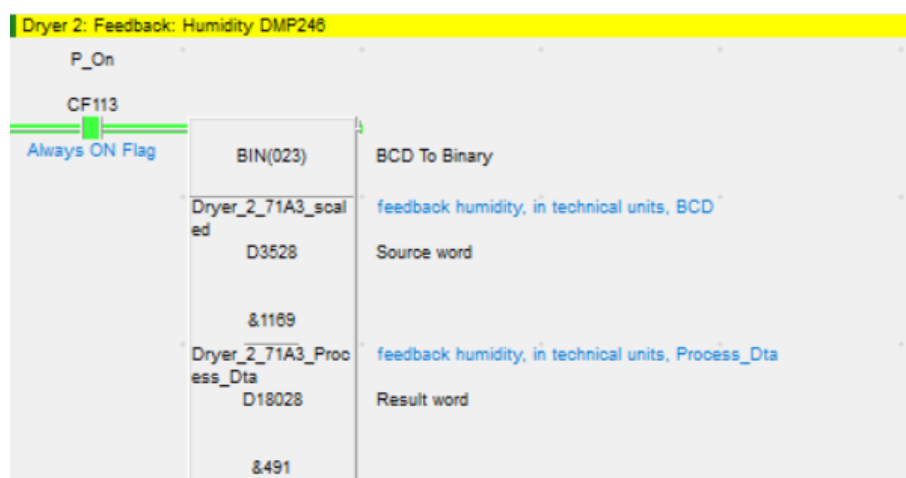 Dryer 2: Feedback: Humidity DMP246
P_On
CF113
Always ON Flag
BIN(023)
BCD To Binary
Dryer_2_71A3_scal
ed
feedback humidity, in technical units, BCD
D3528
Source word
&1169
Dryer_2_71A3_Proc
ess_Dta
feedback humidity, in technical units, Process_Dta
D18028
Result word
&491